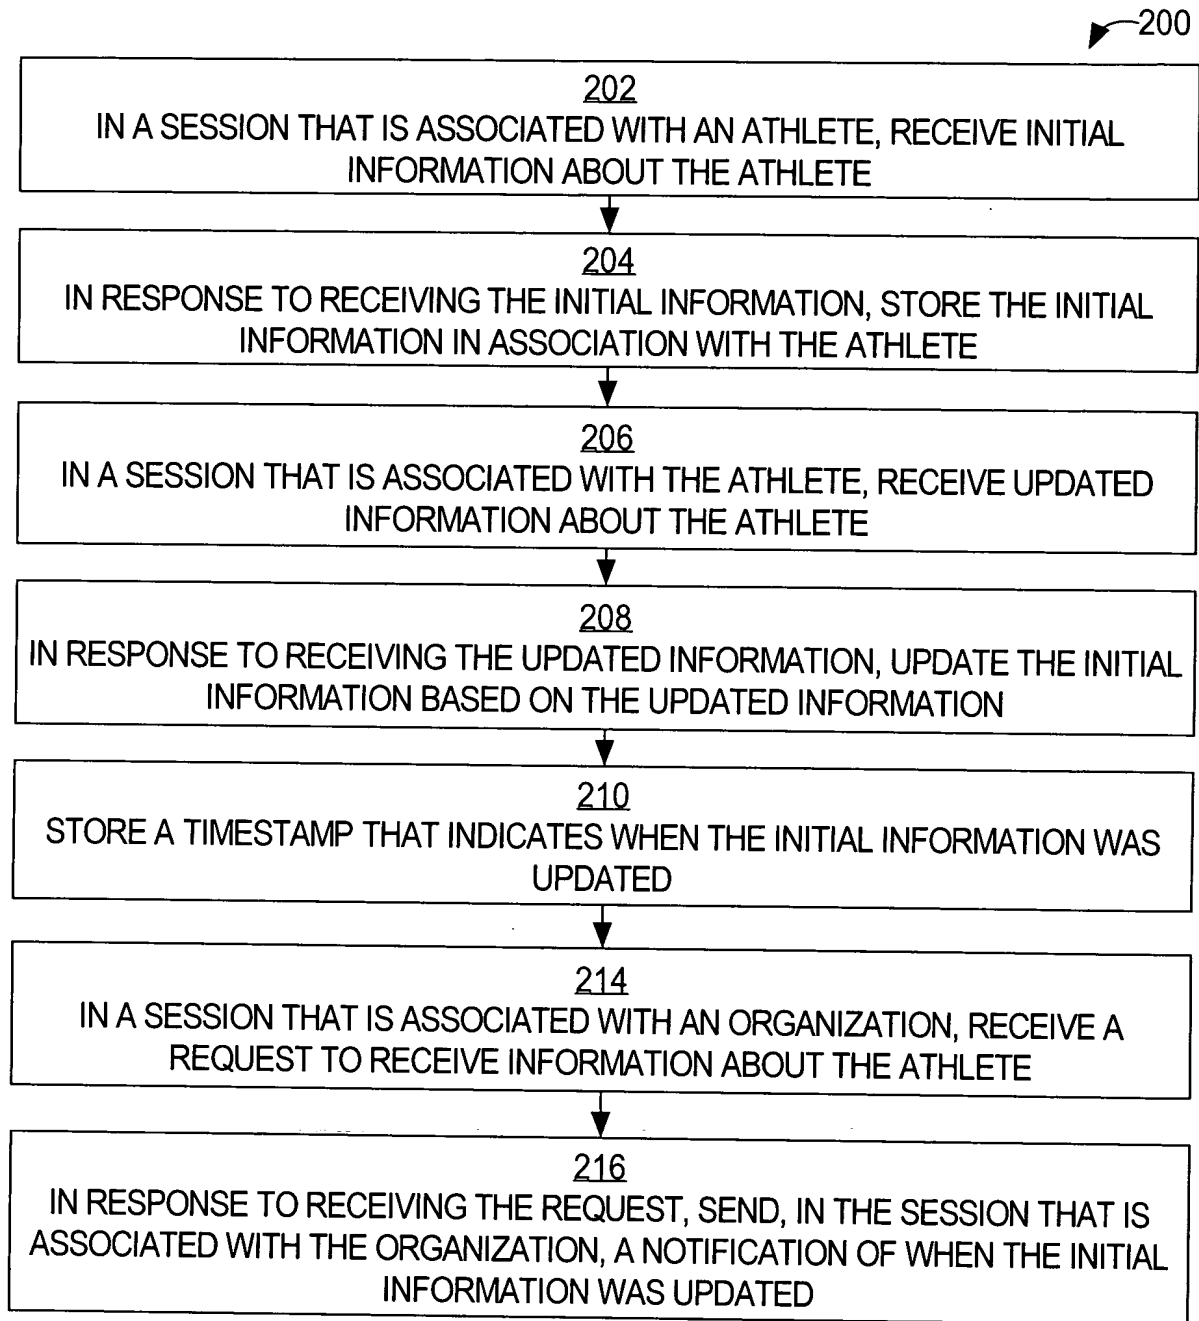 200
202
IN A SESSION THAT IS ASSOCIATED WITH AN ATHLETE, RECEIVE INITIAL
INFORMATION ABOUT THE ATHLETE
204
IN RESPONSE TO RECEIVING THE INITIAL INFORMATION, STORE THE INITIAL
INFORMATION IN ASSOCIATION WITH THE ATHLETE
206
IN A SESSION THAT IS ASSOCIATED WITH THE ATHLETE, RECEIVE UPDATED
INFORMATION ABOUT THE ATHLETE
208
IN RESPONSE TO RECEIVING THE UPDATED INFORMATION, UPDATE THE INITIAL
INFORMATION BASED ON THE UPDATED INFORMATION
210
STORE A TIMESTAMP THAT INDICATES WHEN THE INITIAL INFORMATION WAS
UPDATED
214
IN A SESSION THAT IS ASSOCIATED WITH AN ORGANIZATION, RECEIVE A
REQUEST TO RECEIVE INFORMATION ABOUT THE ATHLETE
216
IN RESPONSE TO RECEIVING THE REQUEST, SEND, IN THE SESSION THAT IS
ASSOCIATED WITH THE ORGANIZATION, A NOTIFICATION OF WHEN THE INITIAL
INFORMATION WAS UPDATED